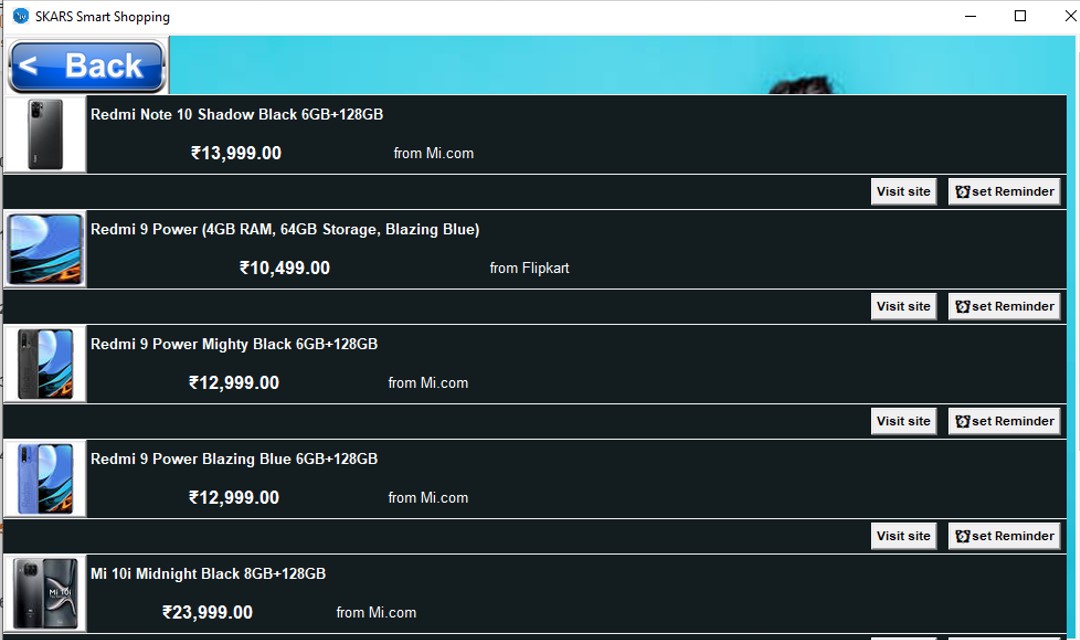 SKARS Smart Shopping
< Back
Redmi Note 10 Shadow Black 6GB+128GB
₹13,999.00 from Mi.com
Visit site set Reminder
Redmi 9 Power (4GB RAM, 64GB Storage, Blazing Blue)
₹10,499.00 from Flipkart
Visit site set Reminder
Redmi 9 Power Mighty Black 6GB+128GB
₹12,999.00 from Mi.com
Visit site set Reminder
Redmi 9 Power Blazing Blue 6GB+128GB
₹12,999.00 from Mi.com
Visit site set Reminder
Mi 10i Midnight Black 8GB+128GB
Mi 10i
₹23,999.00 from Mi.com